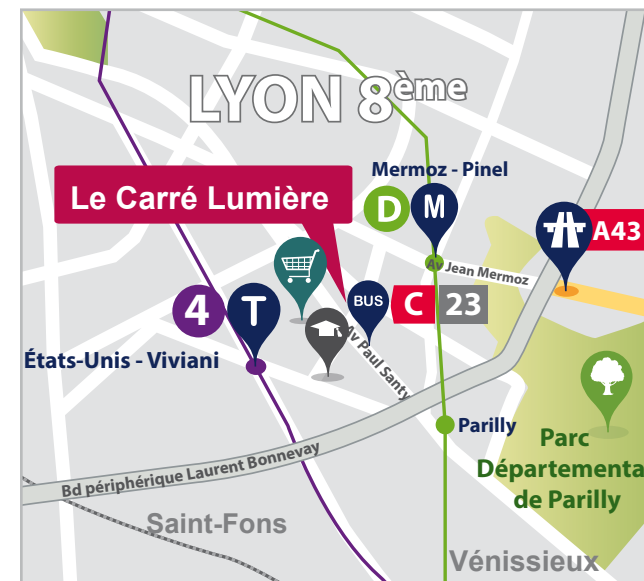 LYON 8ème
Mermoz - Pinel
Le Carré Lumière
D
M
A43
Av Jean Mermoz
BUS
C
23
4
T
Av Paul Santy
États-Unis - Viviani
Parilly
Parc
Départementa
de Parilly
Bd périphérique Laurent Bonnevay
Saint-Fons
Vénissieux